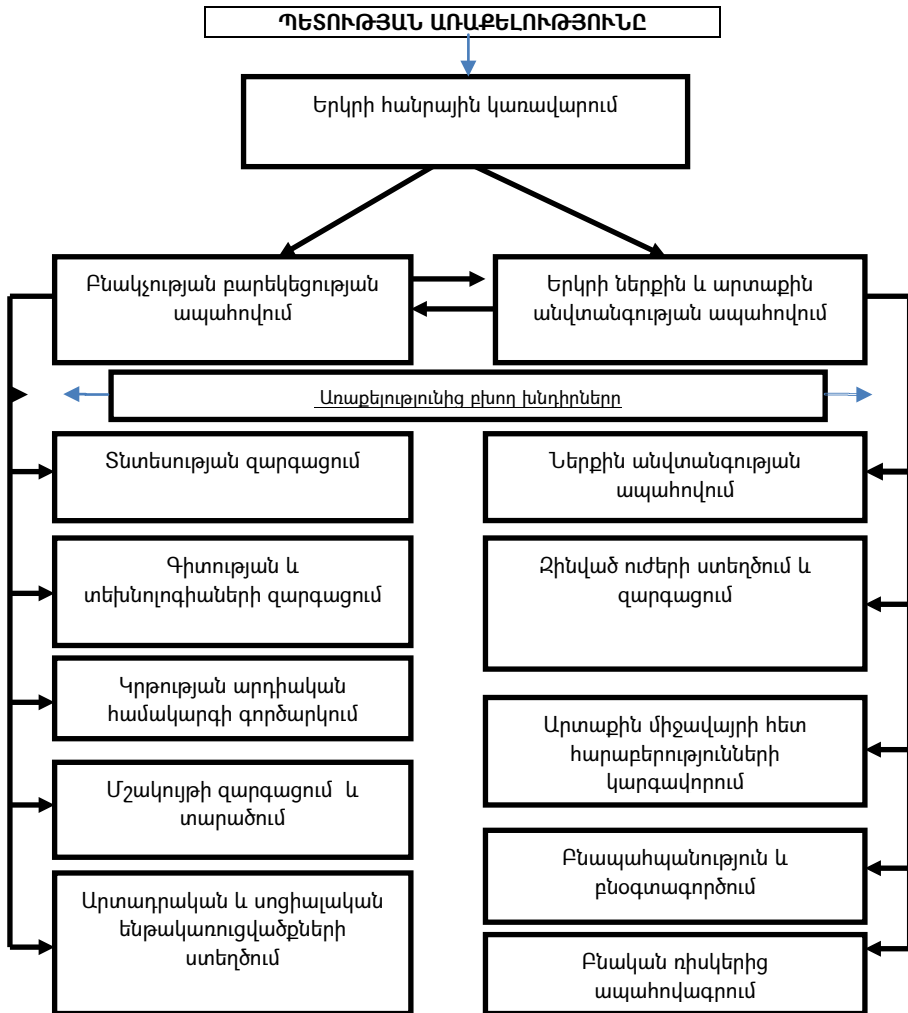 ՊԵՏՈՒԹՅԱՆ ԱՌԱՔԵԼՈՒԹՅՈՒՆԸ
Երկրի հանրային կառավարում
Բնակչության բարեկեցության
ապահովում
Երկրի ներքին և արտաքին
անվտանգության ապահովում
Առաքելությունից բխող խնդիրները
Տնտեսության զարգացում
Գիտության և
տեխնոլոգիաների զարգացում
Կրթության արդիական
համակարգի գործարկում
Մշակույթի զարգացում և
տարածում
Արտադրական և սոցիալական
ենթակառուցվածքների
ստեղծում
Ներքին անվտանգության
ապահովում
Զինված ուժերի ստեղծում և
զարգացում
Արտաքին միջավայրի հետ
հարաբերությունների
կարգավորում
Բնապահպանություն և
բնօգտագործում
Բնական ռիսկերից
ապահովագրում